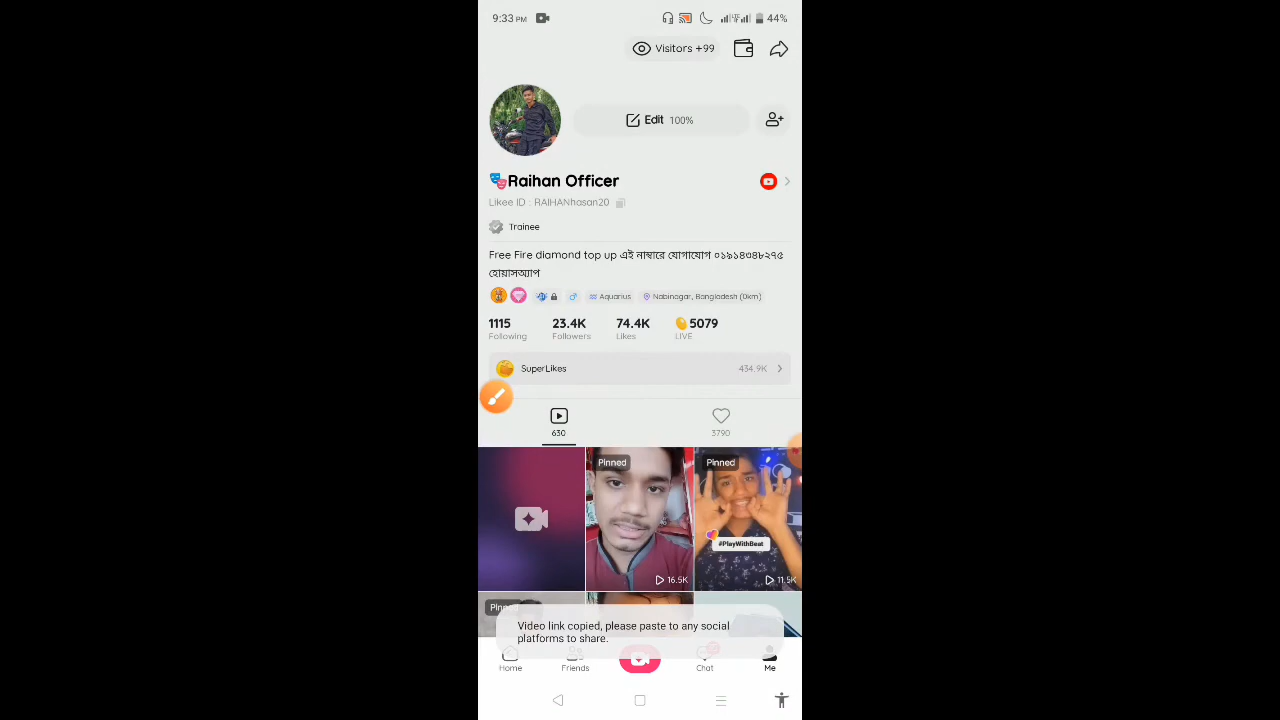 9:33 PM 44%
Visitors +99
Edit 100%
Raihan Officer
Likee ID : RAIHANhasan20
Trainee
Free Fire diamond top up এই নাম্বারে যোগাযোগ ০১৯১৪৩৪৮২৭৫
হোয়াসঅ্যাপ
Aquarius Nabinagar, Bangladesh (0km)
1115 23.4K 74.4K 5079
Following Followers Likes LIVE
SuperLikes 434.9K
630 3790
Pinned Pinned
#PlayWithBeat
16.5K 11.5K
Video link copied, please paste to any social
platforms to share.
Home Friends Chat Me